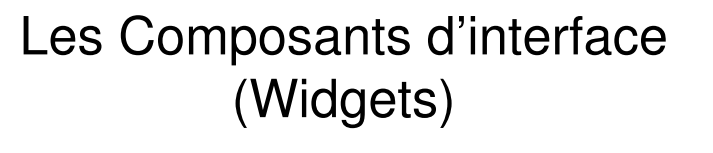 Les Composants d’interface
(Widgets)